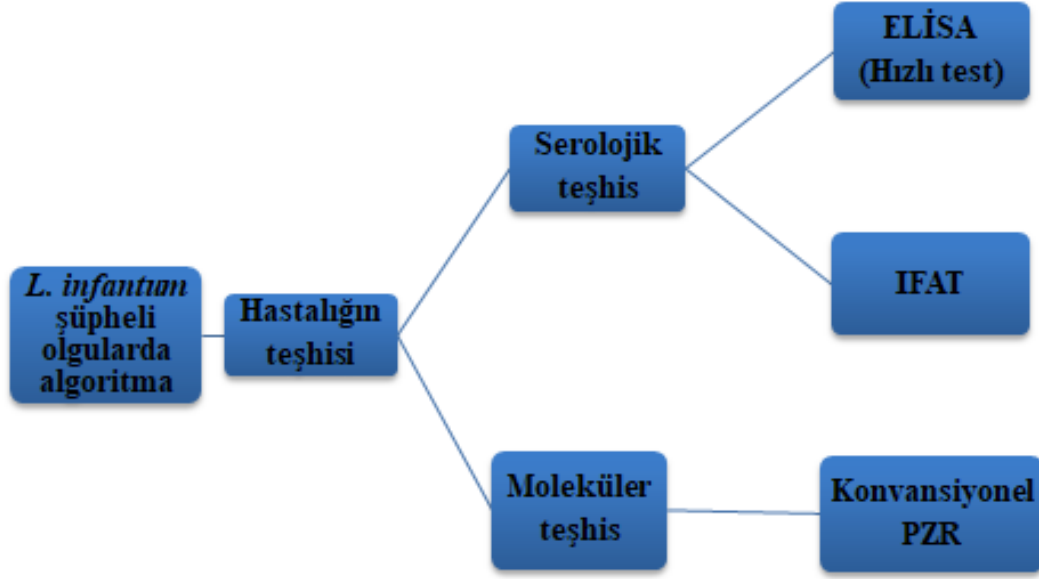 L. infantum
şüpheli
olgularda
algoritma
Hastalığın
teşhisi
Serolojik
teşhis
ELİSA
(Hızlı test)
IFAT
Moleküler
teşhis
Konvansiyonel
PZR